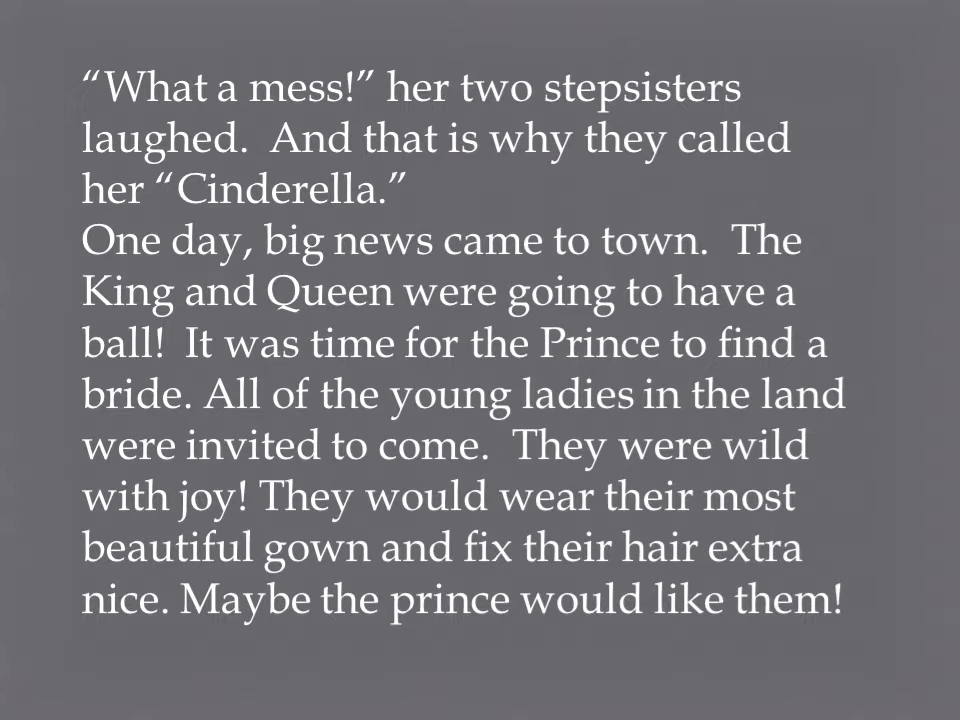 “What a mess!” her two stepsisters
laughed.  And that is why they called
her “Cinderella.”
One day, big news came to town.  The
King and Queen were going to have a
ball!  It was time for the Prince to find a
bride. All of the young ladies in the land
were invited to come.  They were wild
with joy! They would wear their most
beautiful gown and fix their hair extra
nice. Maybe the prince would like them!